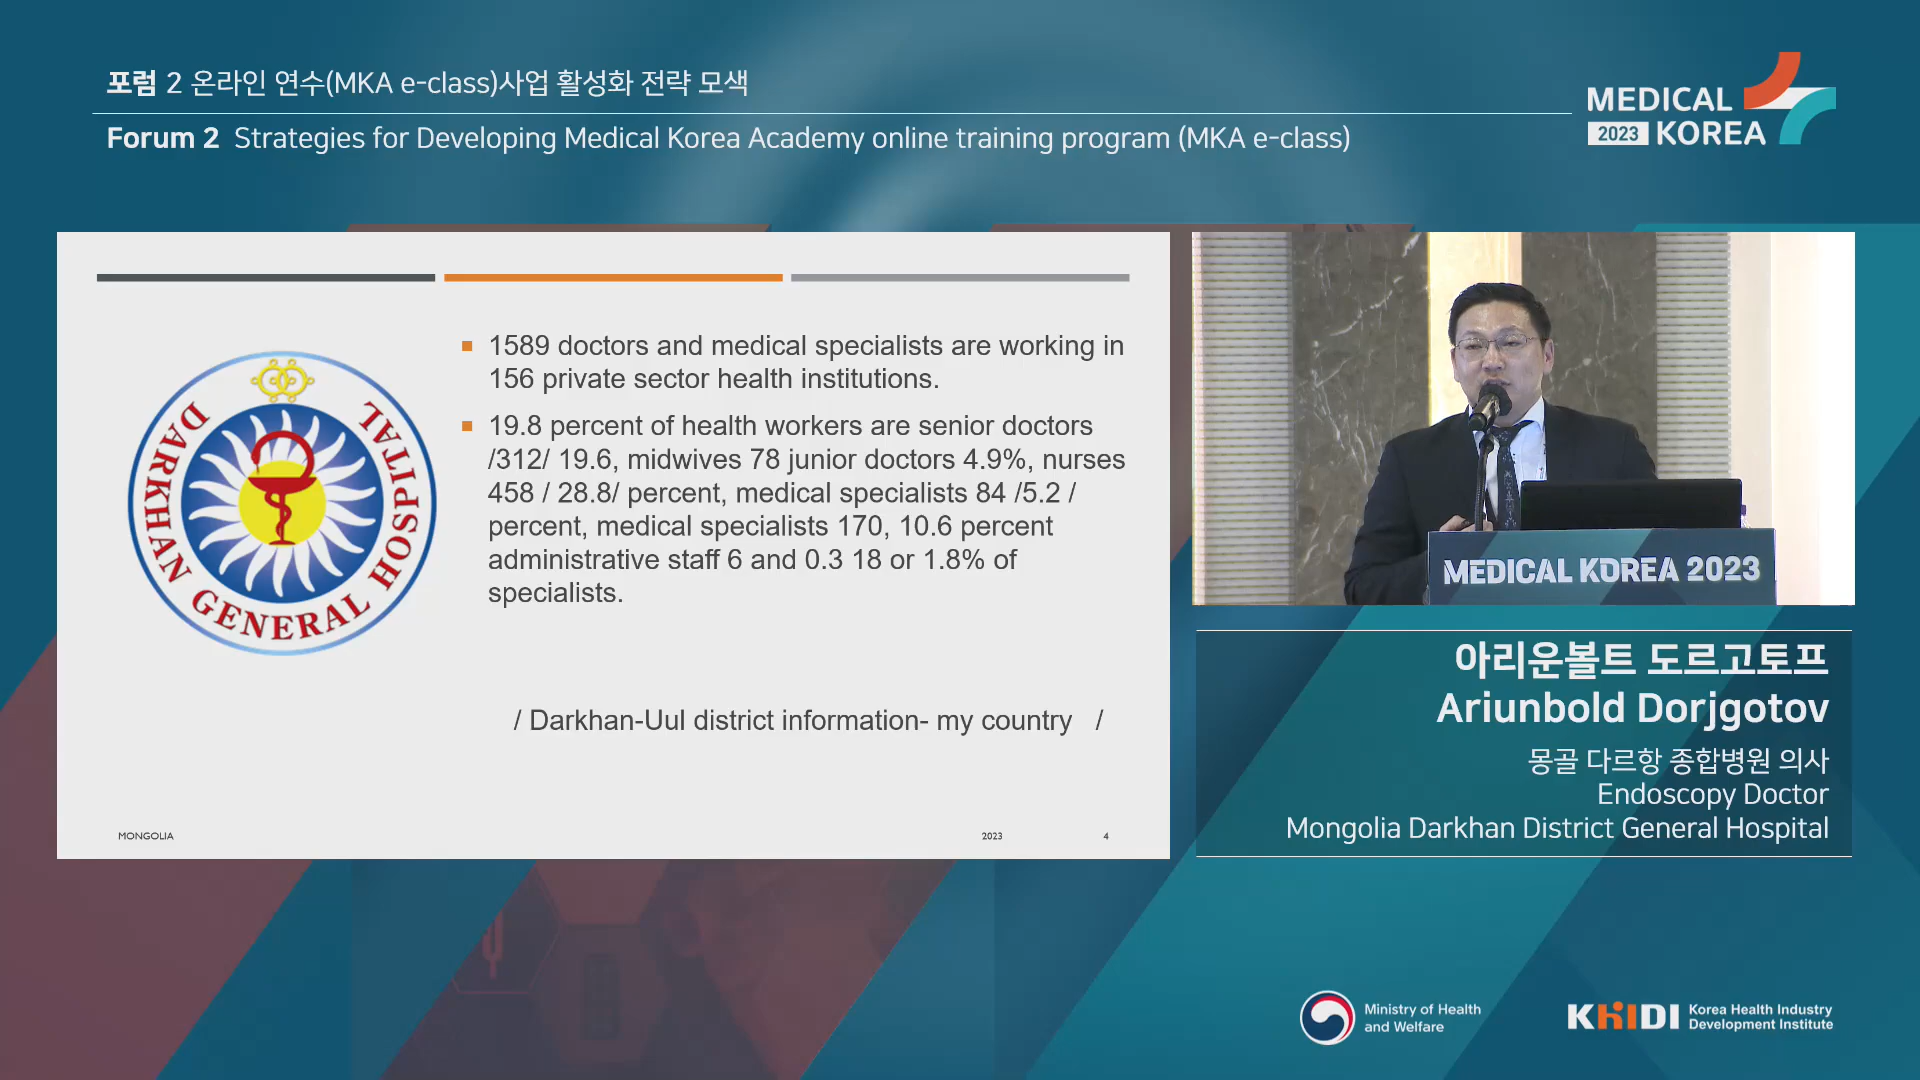 포럼 2 온라인 연수(MKA e-class)사업 활성화 전략 모색
Forum 2 Strategies for Developing Medical Korea Academy online training program (MKA e-class)
MEDICAL
2023 KOREA
DARKHAN GENERAL HOSPITAL
1589 doctors and medical specialists are working in
156 private sector health institutions.
19.8 percent of health workers are senior doctors
/312/ 19.6, midwives 78 junior doctors 4.9%, nurses
458 / 28.8/ percent, medical specialists 84 /5.2 /
percent, medical specialists 170, 10.6 percent
administrative staff 6 and 0.3 18 or 1.8% of
specialists.
/ Darkhan-Uul district information- my country /
MONGOLIA
2023
4
MEDICAL KOREA 2023
아리운볼트 도르고토프
Ariunbold Dorjgotov
몽골 다르항 종합병원 의사
Endoscopy Doctor
Mongolia Darkhan District General Hospital
Ministry of Health
and Welfare
KHIDI
Korea Health Industry
Development Institute